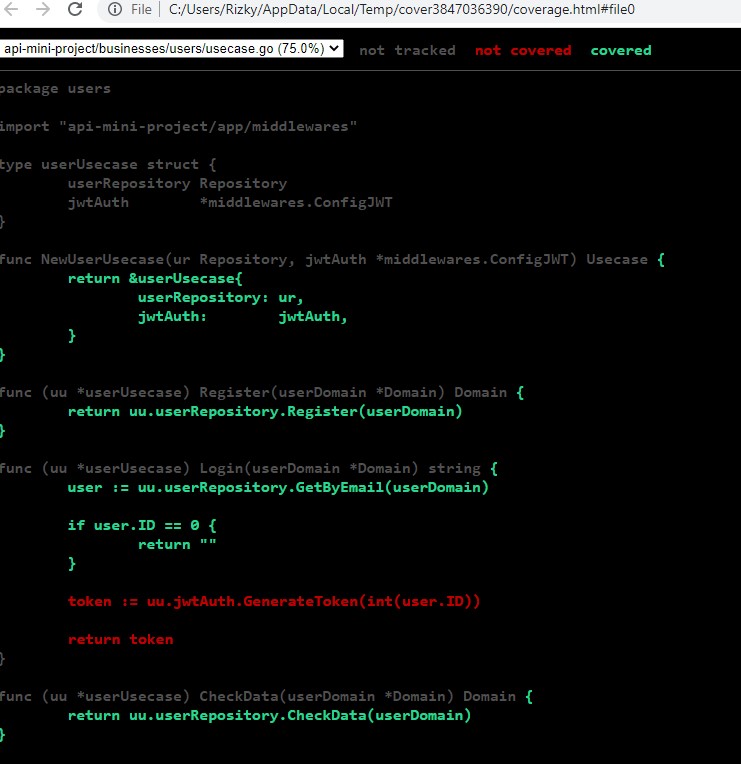 File C:/Users/Rizky/AppData/Local/Temp/cover3847036390/coverage.html#file0
api-mini-project/businesses/users/usecase.go (75.0%) not tracked not covered covered
package users
import "api-mini-project/app/middlewares"
type userUsecase struct {
userRepository Repository
jwtAuth *middlewares.ConfigJWT
}
func NewUserUsecase(ur Repository, jwtAuth *middlewares.ConfigJWT) Usecase {
return &userUsecase{
userRepository: ur,
jwtAuth: jwtAuth,
}
}
func (uu *userUsecase) Register(userDomain *Domain) Domain {
return uu.userRepository.Register(userDomain)
}
func (uu *userUsecase) Login(userDomain *Domain) string {
user := uu.userRepository.GetByEmail(userDomain)
if user.ID == 0 {
return ""
}
token := uu.jwtAuth.GenerateToken(int(user.ID))
return token
}
func (uu *userUsecase) CheckData(userDomain *Domain) Domain {
return uu.userRepository.CheckData(userDomain)
}